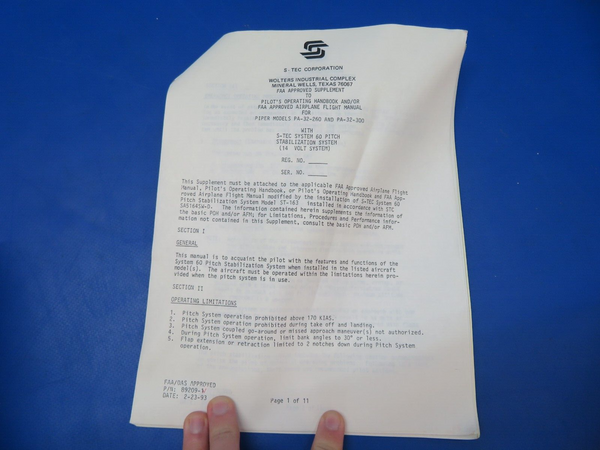 S-TEC CORPORATION
WOLTERS INDUSTRIAL COMPLEX
MINERAL WELLS, TEXAS 76067
FAA APPROVED SUPPLEMENT
TO
PILOT'S OPERATING HANDBOOK AND/OR
FAA APPROVED AIRPLANE FLIGHT MANUAL
FOR
PIPER MODELS PA-32-260 AND PA-32-300
WITH
S-TEC SYSTEM 60 PITCH
STABILIZATION SYSTEM
(14 VOLT SYSTEM)
REG. NO. ______
SER. NO. ______
This Supplement must be attached to the applicable FAA Approved Airplane Flight
Manual, Pilot's Operating Handbook, or Pilot's Operating Handbook and FAA App-
roved Airplane Flight Manual modified by the installation of S-TEC System 60
Pitch Stabilization System Model ST-163 installed in accordance with STC
SA5164SW-D. The information contained herein supplements the information of
the basic POH and/or AFM; for Limitations, Procedures and Performance infor-
mation not contained in this Supplement, consult the basic POH and/or AFM.
SECTION I
GENERAL
This manual is to acquaint the pilot with the features and functions of the
System 60 Pitch Stabilization System when installed in the listed aircraft
model(s). The aircraft must be operated within the limitations herein pro-
vided when the pitch system is in use.
SECTION II
OPERATING LIMITATIONS
1. Pitch System operation prohibited above 170 KIAS.
2. Pitch System operation prohibited during take off and landing.
3. Pitch System coupled go-around or missed approach maneuver(s) not authorized.
4. During Pitch System operation, limit bank angles to 30° or less.
5. Flap extension or retraction limited to 2 notches down during Pitch System
operation.
FAA/DAS APPROVED
P/N: 89209-
DATE: 2-23-93
Page 1 of 11